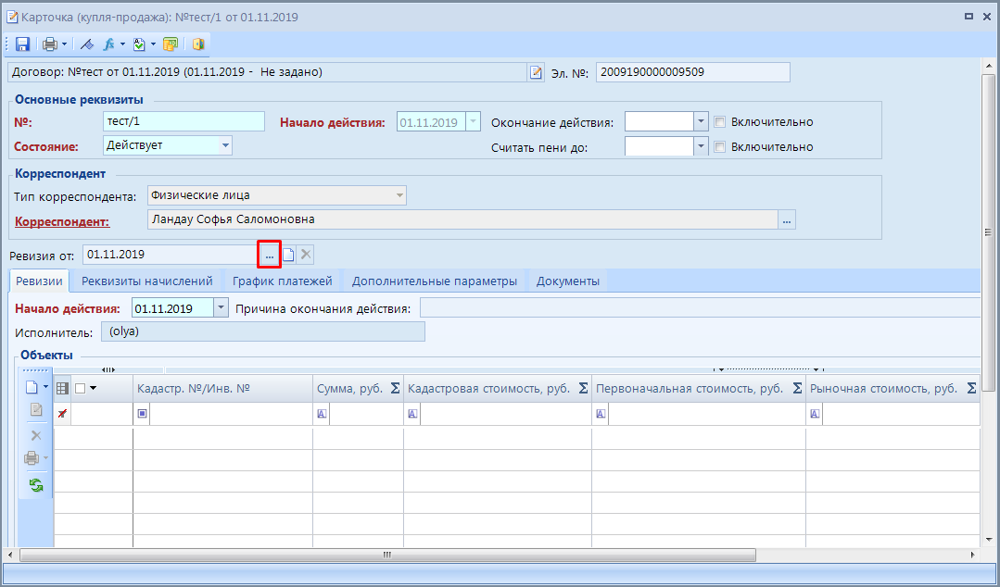 Карточка (купля-продажа): №тест/1 от 01.11.2019
Договор: №тест от 01.11.2019 (01.11.2019 - Не задано) Эл. №: 2009190000009509
Основные реквизиты
№: тест/1 Начало действия: 01.11.2019 Окончание действия: Включительно
Состояние: Действует Считать пени до: Включительно
Корреспондент
Тип корреспондента: Физические лица
Корреспондент: Ландау Софья Саломоновна ...
Ревизия от: 01.11.2019 ...
Ревизии Реквизиты начислений График платежей Дополнительные параметры Документы
Начало действия: 01.11.2019 Причина окончания действия:
Исполнитель: (olya)
Объекты
Кадастр. №/Инв. № Сумма, руб. Σ Кадастровая стоимость, руб. Σ Первоначальная стоимость, руб. Σ Рыночная стоимость, руб. Σ
A A A A